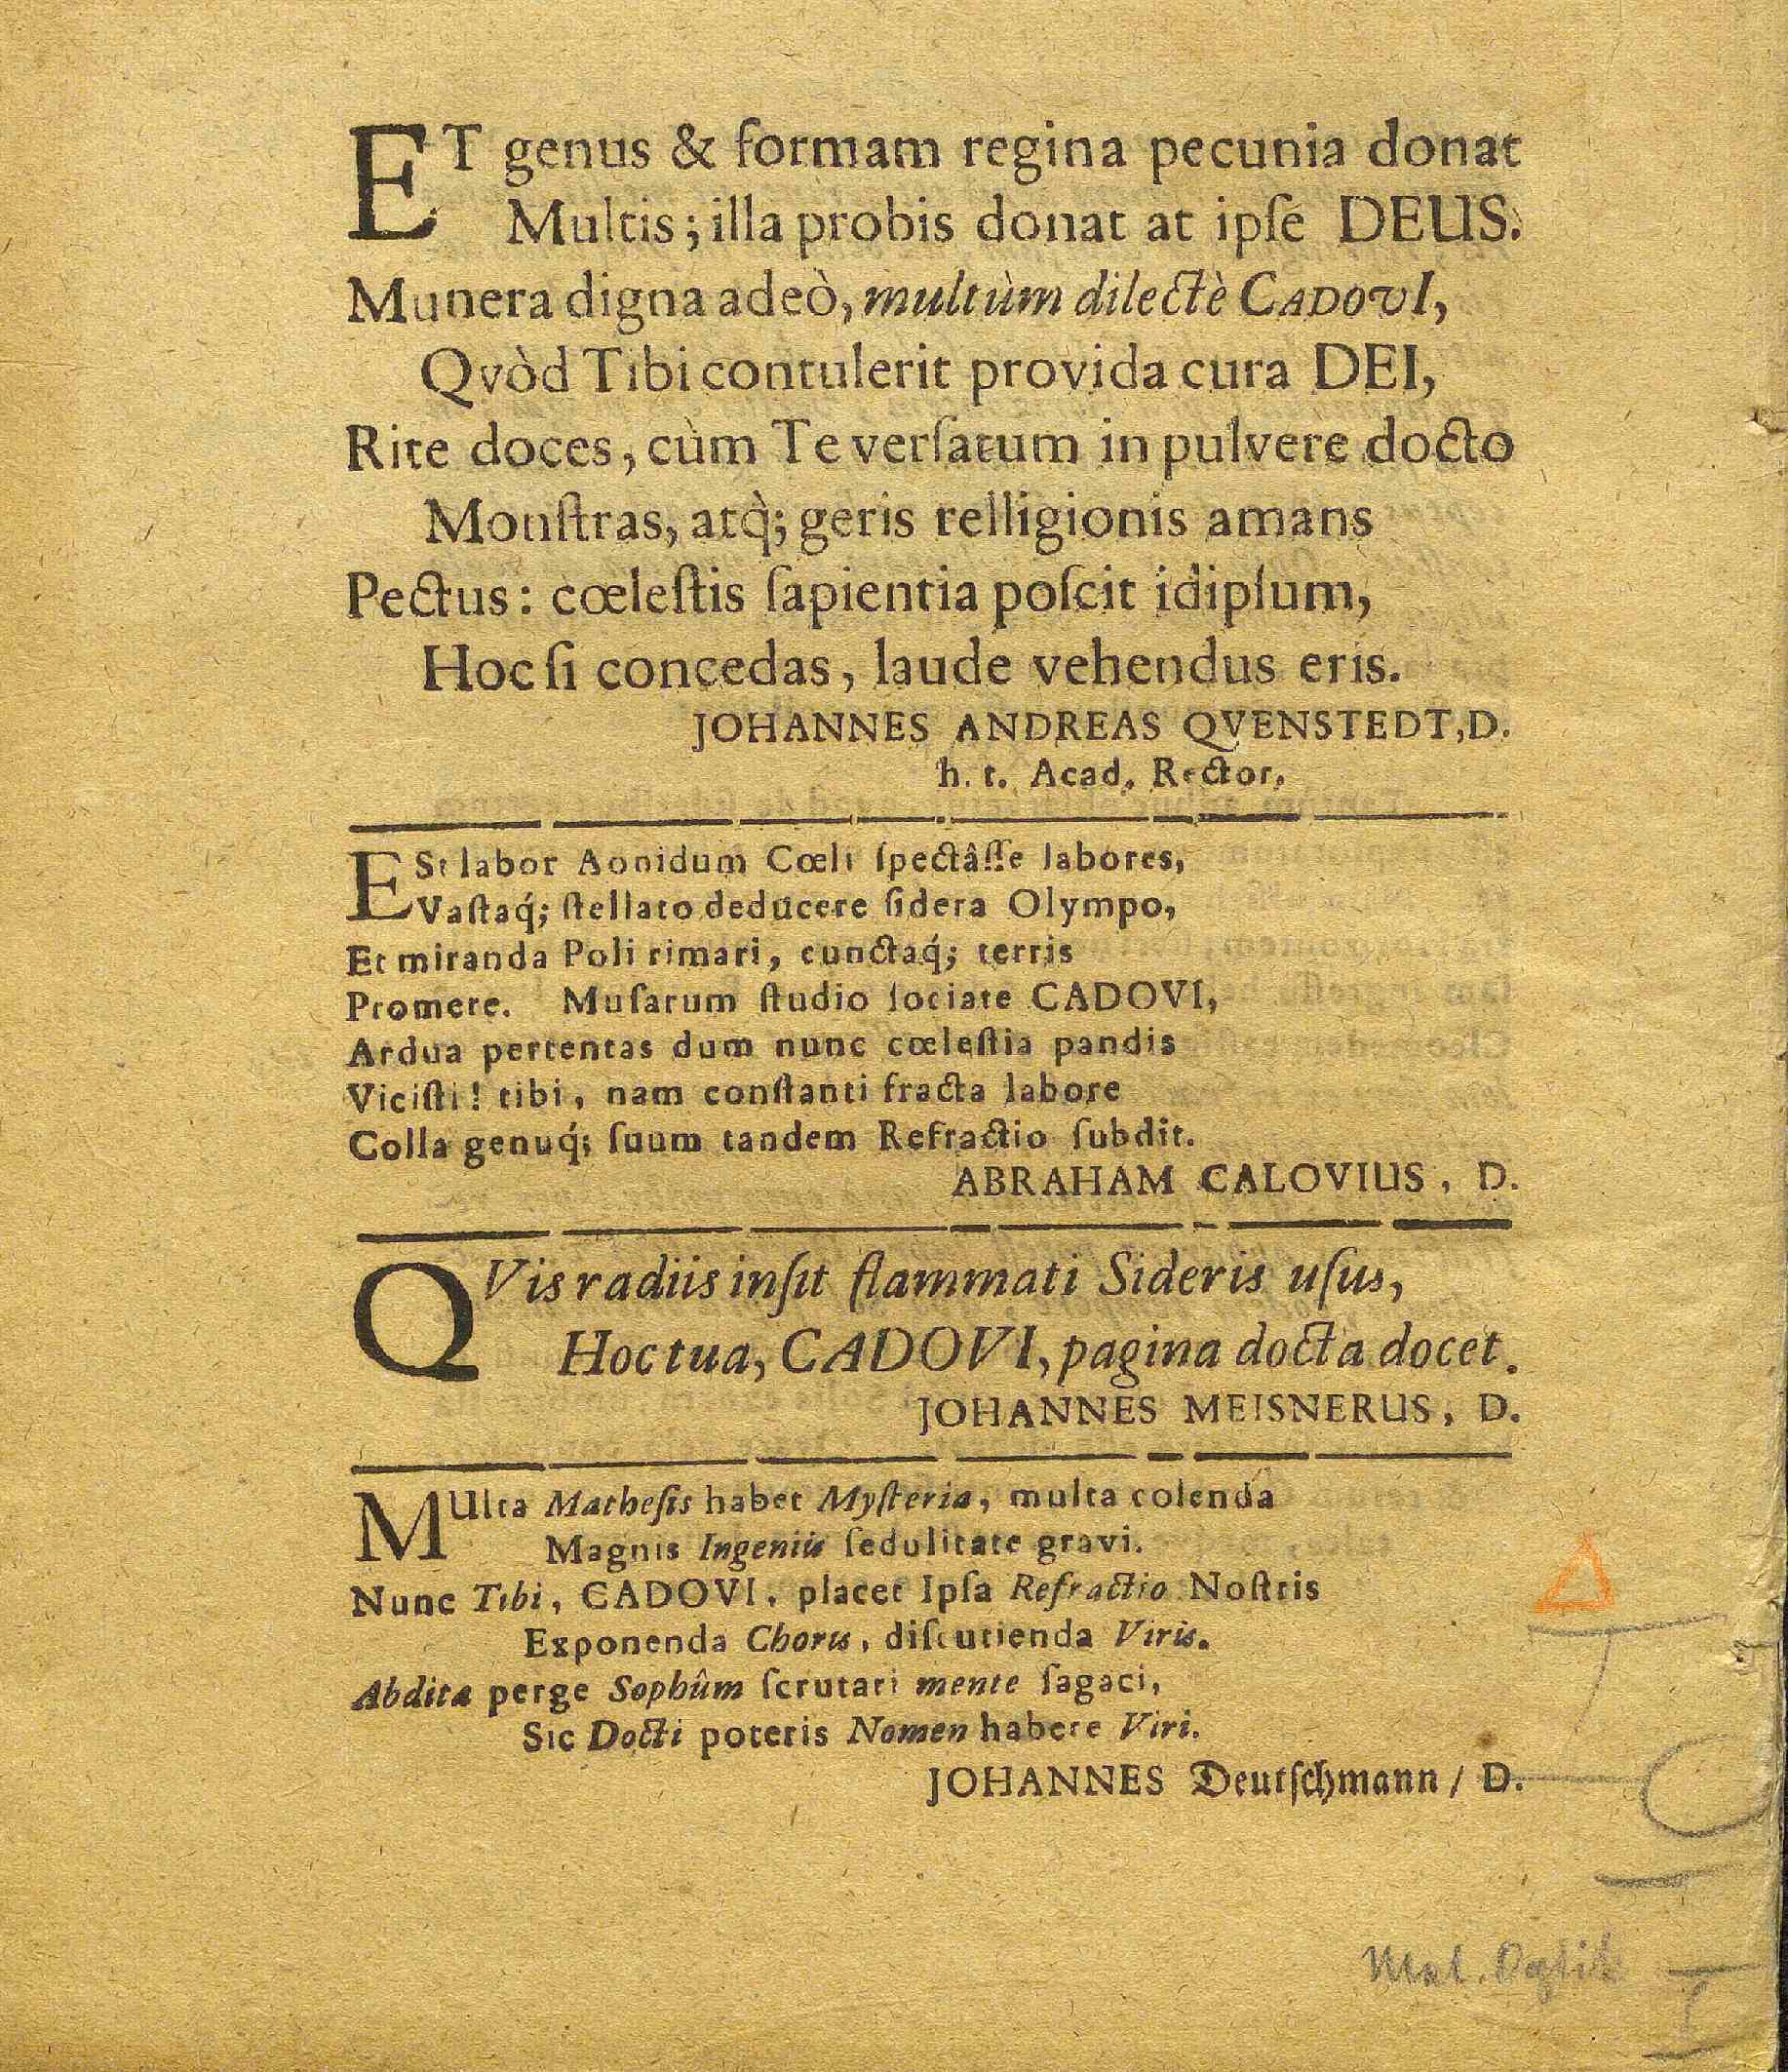 ET genus & formam regina pecunia donat
Multis; illa probis donat at ipſe DEUS.
Munera digna adeò, multùm dilectè CADOVI,
Qvòd Tibi contulerit provida cura DEI,
Rite doces, cùm Te verſatum in pulvere docto
Monſtras, atq̀; geris relligionis amans
Pectus: cœleſtis ſapientia poſcit idipſum,
Hoc ſi concedas, laude vehendus eris.
JOHANNES ANDREAS QVENSTEDT, D.
h. t. Acad. Rector,
ESt labor Aonidum Cœli ſpectâſſe labores,
Vaſtaq́; ſtellato deducere ſidera Olympo,
Et miranda Poli rimari, cunctaq́; terris
Promere. Muſarum ſtudio ſociate CADOVI,
Ardua pertentas dum nunc cœleſtia pandis
Viciſti! tibi, nam conſtanti fracta labore
Colla genuq́; ſuum tandem Refractio ſubdit.
ABRAHAM CALOVIUS, D.
QVis radiis inſit flammati Sideris uſus,
Hoc tua, CADOVI, pagina docta docet.
JOHANNES MEISNERUS, D.
MUlta Matheſis habet Myſteria, multa colenda
Magnis Ingeniis ſedulitate gravi.
Nunc Tibi, CADOVI, placet Ipſa Refractio Noſtris
Exponenda Choris, diſcutienda Viris.
Abdita perge Sophûm ſcrutari mente ſagaci,
Sic Docti poteris Nomen habere Viri.
JOHANNES Deutſchmann / D.